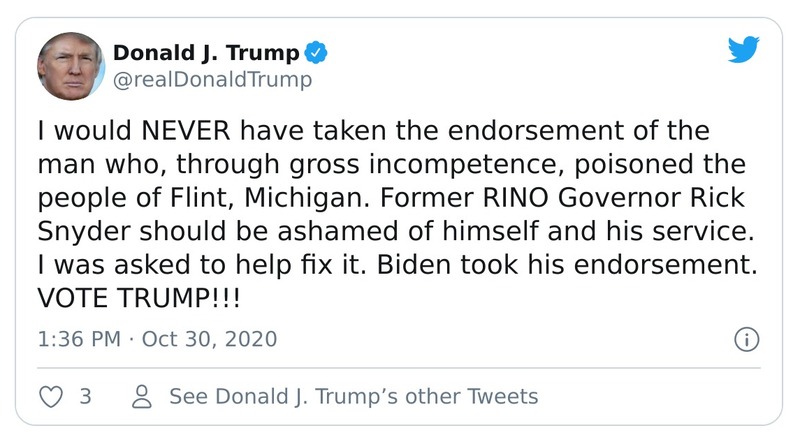 Donald J. Trump
@realDonaldTrump
I would NEVER have taken the endorsement of the
man who, through gross incompetence, poisoned the
people of Flint, Michigan. Former RINO Governor Rick
Snyder should be ashamed of himself and his service.
I was asked to help fix it. Biden took his endorsement.
VOTE TRUMP!!!
1:36 PM · Oct 30, 2020
3 See Donald J. Trump’s other Tweets